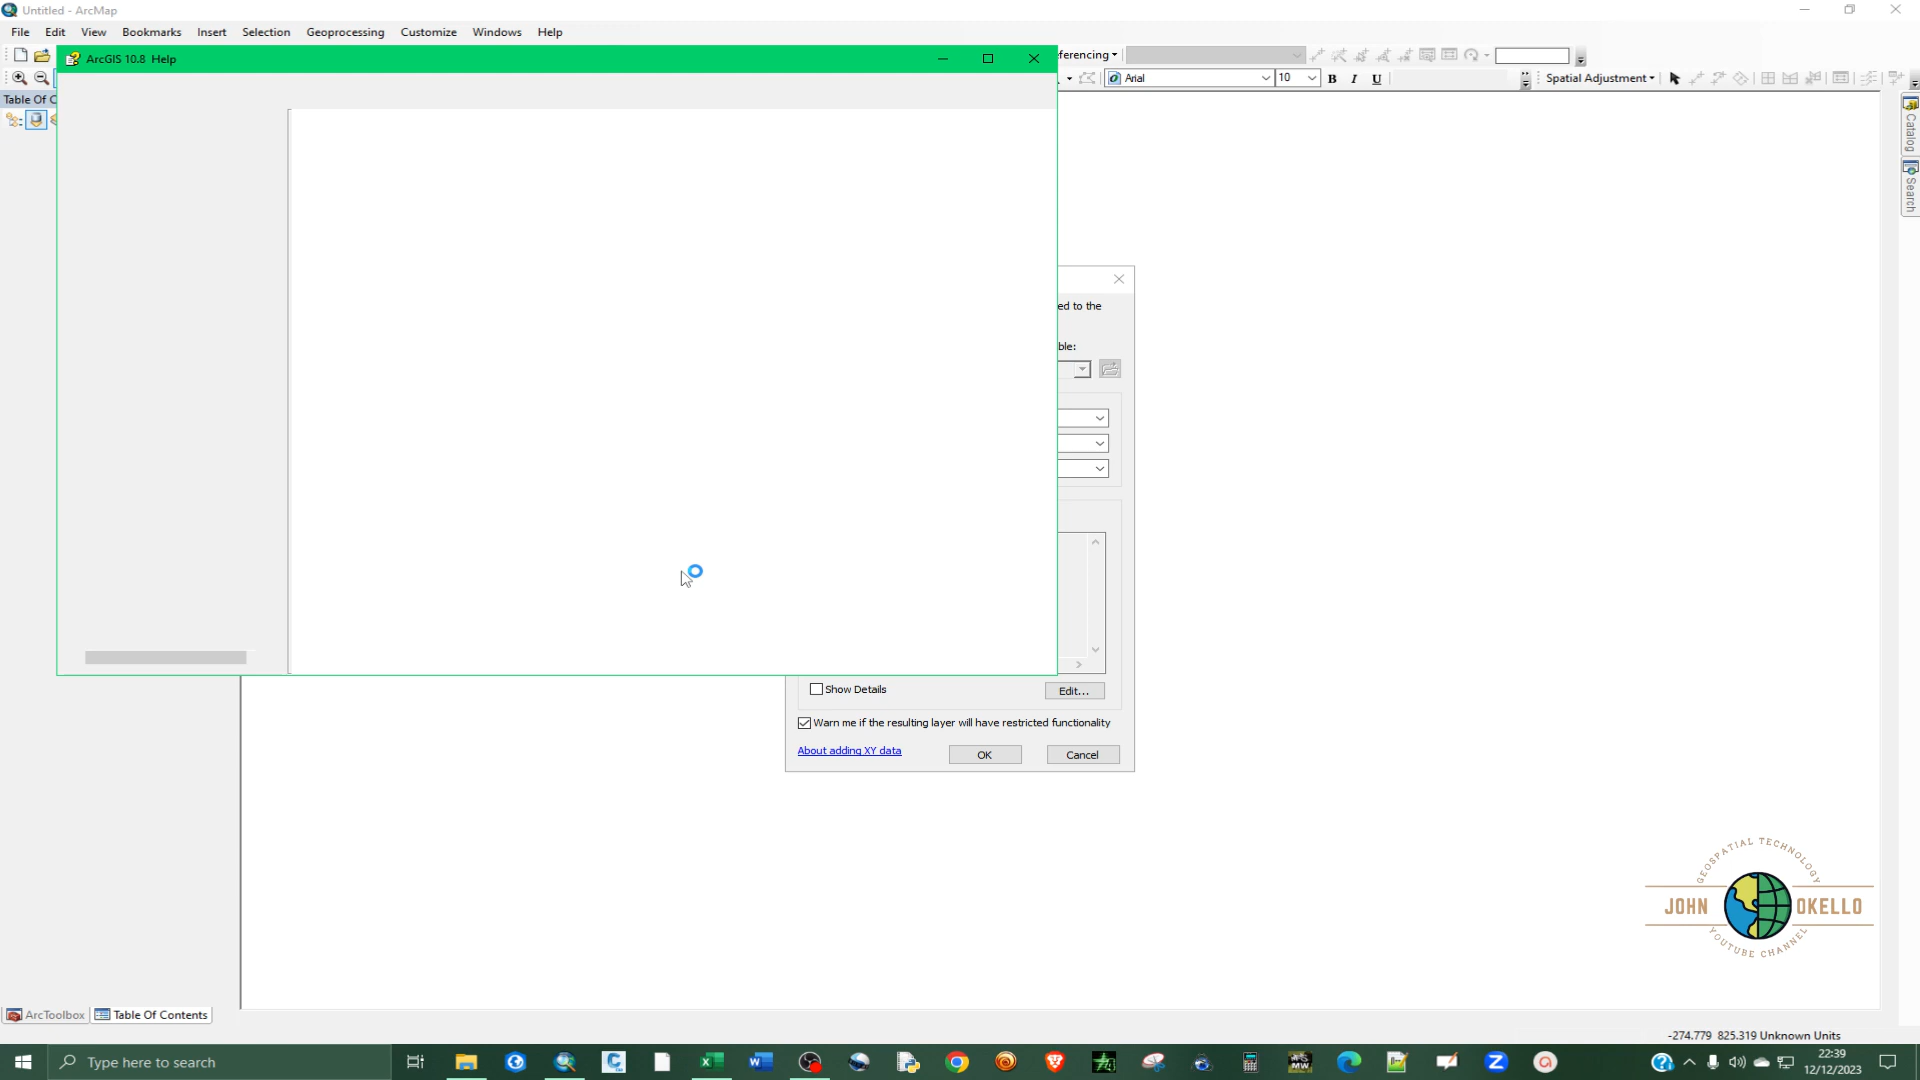 Untitled - ArcMap
File Edit View Bookmarks Insert Selection Geoprocessing Customize Windows Help
ArcGIS 10.8 Help
ferencing
Arial 10 B I U Spatial Adjustment
Table Of C
Catalog
Search
ed to the
ble:
Show Details Edit...
Warn me if the resulting layer will have restricted functionality
About adding XY data OK Cancel
GEOSPATIAL TECHNOLOGY
JOHN OKELLO
YOUTUBE CHANNEL
ArcToolbox Table Of Contents
-274.779 825.319 Unknown Units
Type here to search
22:39
12/12/2023